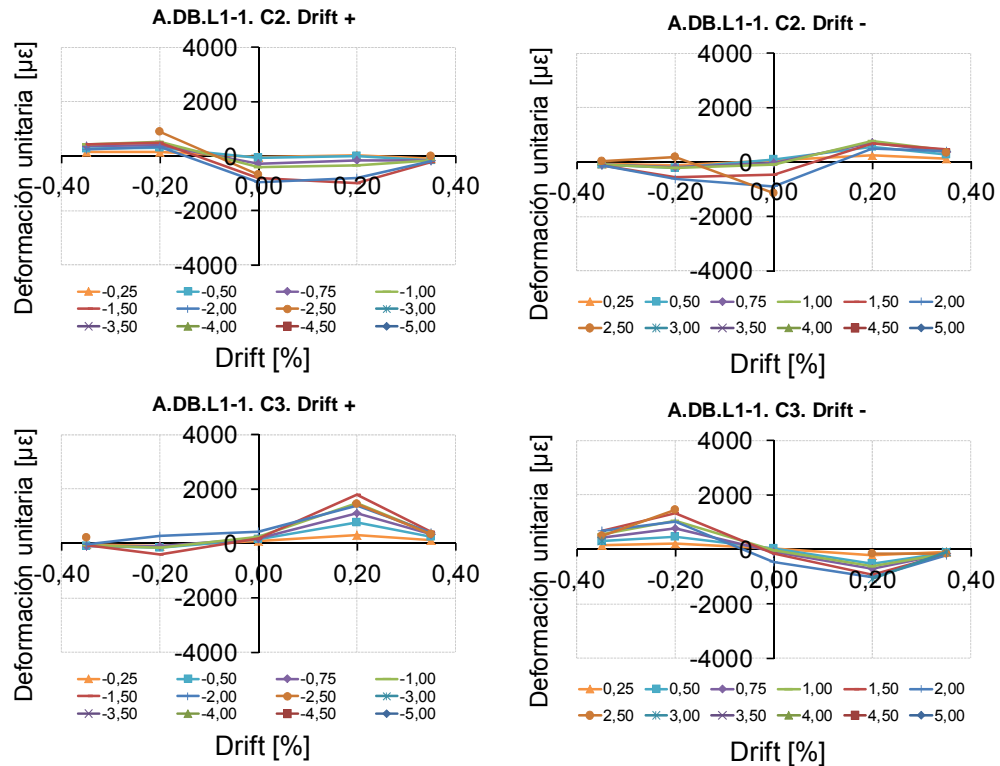 A.DB.L1-1. C2. Drift +
Deformación unitaria [µε]
4000
2000
0
-2000
-4000
-0,40 -0,20 0,00 0,20 0,40
-0,25 -0,50 -0,75 -1,00
-1,50 -2,00 -2,50 -3,00
-3,50 -4,00 -4,50 -5,00
Drift [%]
A.DB.L1-1. C2. Drift -
Deformación unitaria [µε]
4000
2000
0
-2000
-4000
-0,40 -0,20 0,00 0,20 0,40
0,25 0,50 0,75 1,00 1,50 2,00
2,50 3,00 3,50 4,00 4,50 5,00
Drift [%]
A.DB.L1-1. C3. Drift +
Deformación unitaria [µε]
4000
2000
0
-2000
-4000
-0,40 -0,20 0,00 0,20 0,40
-0,25 -0,50 -0,75 -1,00
-1,50 -2,00 -2,50 -3,00
-3,50 -4,00 -4,50 -5,00
Drift [%]
A.DB.L1-1. C3. Drift -
Deformación unitaria [µε]
4000
2000
0
-2000
-4000
-0,40 -0,20 0,00 0,20 0,40
0,25 0,50 0,75 1,00 1,50 2,00
2,50 3,00 3,50 4,00 4,50 5,00
Drift [%]